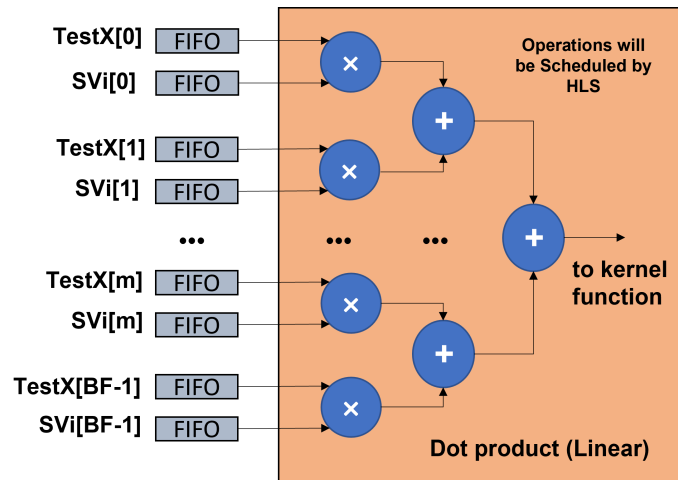 TestX[0] FIFO
SVi[0] FIFO
×
Operations will
be Scheduled by
HLS
+
TestX[1] FIFO
SVi[1] FIFO
×
... ... ...
+
to kernel
function
TestX[m] FIFO
SVi[m] FIFO
×
+
TestX[BF-1] FIFO
SVi[BF-1] FIFO
×
Dot product (Linear)